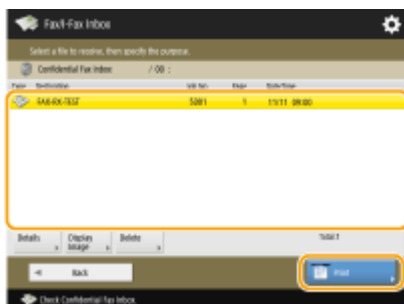 Fax/I-Fax Inbox
Select a file to receive, then specify the purpose.
Confidential Fax Inbox: / 00 :
Type Destination Job No. Page Date/Time
FAX-RX-TEST 5001 1 11/11 09:00
Details Display Image Delete Total:1
Back Print
Check Confidential Fax Inbox.